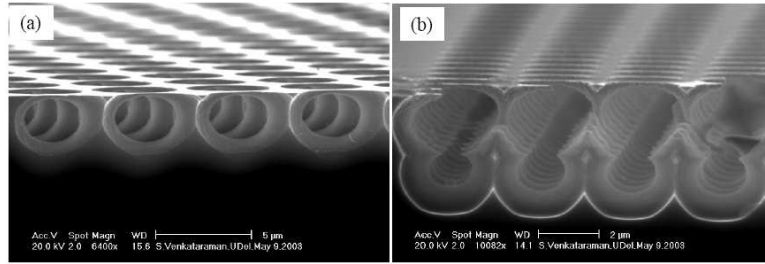 (a)
Acc.V Spot Magn WD 5 µm
20.0 kV 2.0 6400x 15.6 S.Venkataraman.UDel.May 9.2003
(b)
Acc.V Spot Magn WD 2 µm
20.0 kV 2.0 10082x 14.1 S.Venkataraman.UDel.May 9.2003